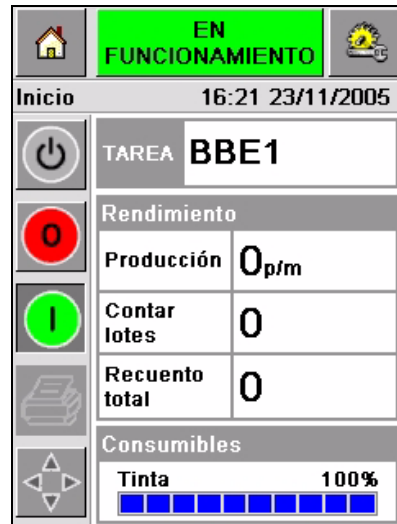 EN
FUNCIONAMIENTO
Inicio 16:21 23/11/2005
TAREA BBE1
Rendimiento
Producción 0p/m
Contar
lotes 0
Recuento
total 0
Consumibles
Tinta 100%